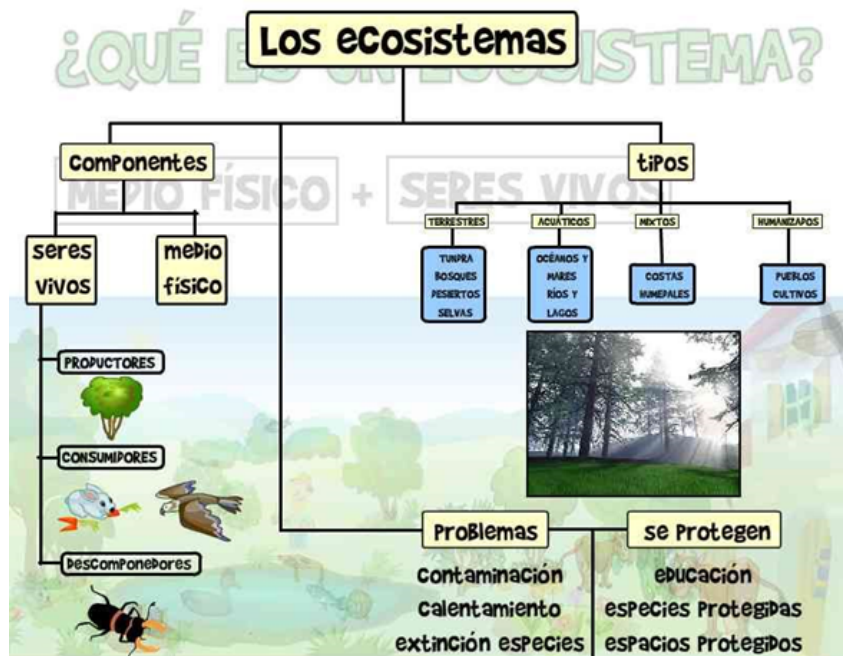 ¿QUÉ ES UN ECOSISTEMA?
Los ecosistemas
componentes
tipos
MEDIO FÍSICO + SERES VIVOS
TERRESTRES
ACUÁTICOS
MIXTOS
HUMANIZADOS
seres
vivos
medio
físico
TUNDRA
BOSQUES
DESIERTOS
SELVAS
OCÉANOS Y
MARES
RÍOS Y
LAGOS
COSTAS
HUMEDALES
PUEBLOS
CULTIVOS
PRODUCTORES
CONSUMIDORES
Descomponedores
problemas
se protegen
contaminación
calentamiento
extinción especies
educación
especies protegidas
espacios protegidos